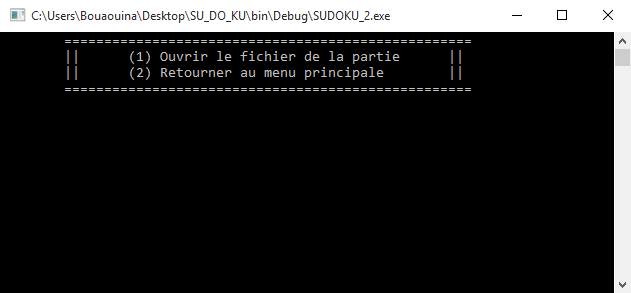 C:\Users\Bouaouina\Desktop\SU_DO_KU\bin\Debug\SUDOKU_2.exe
===================================================
||      (1) Ouvrir le fichier de la partie      ||
||      (2) Retourner au menu principale        ||
===================================================